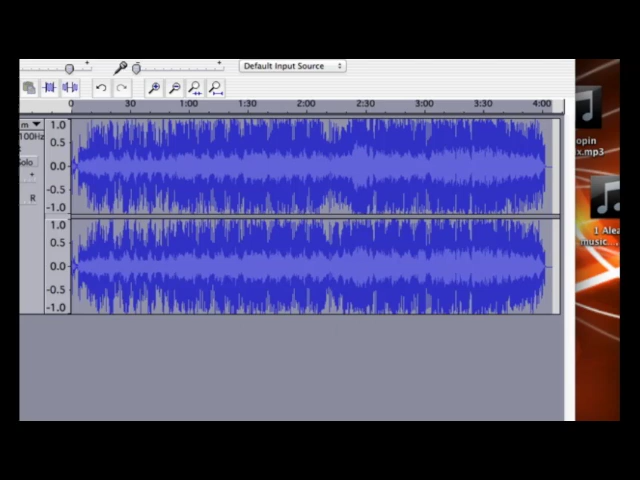 Default Input Source
0 30 1:00 1:30 2:00 2:30 3:00 3:30 4:00
m
100Hz
Solo
R
1.0
0.5
0.0
-0.5
-1.0
1.0
0.5
0.0
-0.5
-1.0
opin
x.mp3
1 Alea
music...